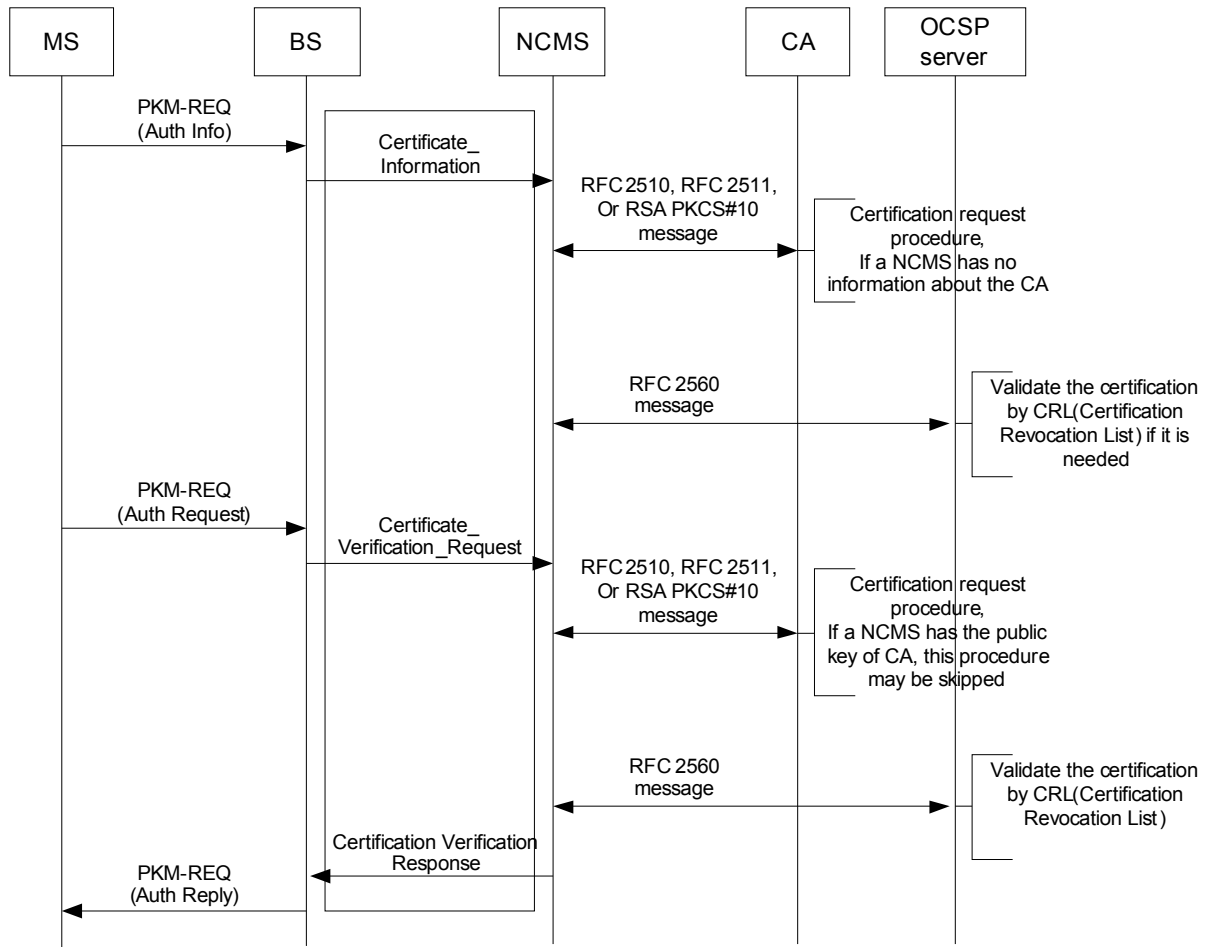 MS
BS
NCMS
CA
OCSP
server
PKM-REQ
(Auth Info)
Certificate_
Information
RFC 2510, RFC 2511,
Or RSA PKCS#10
message
Certification request
procedure,
If a NCMS has no
information about the CA
RFC 2560
message
Validate the certification
by CRL(Certification
Revocation List) if it is
needed
PKM-REQ
(Auth Request)
Certificate_
Verification_Request
RFC 2510, RFC 2511,
Or RSA PKCS#10
message
Certification request
procedure,
If a NCMS has the public
key of CA, this procedure
may be skipped
RFC 2560
message
Validate the certification
by CRL(Certification
Revocation List)
Certification Verification
Response
PKM-REQ
(Auth Reply)